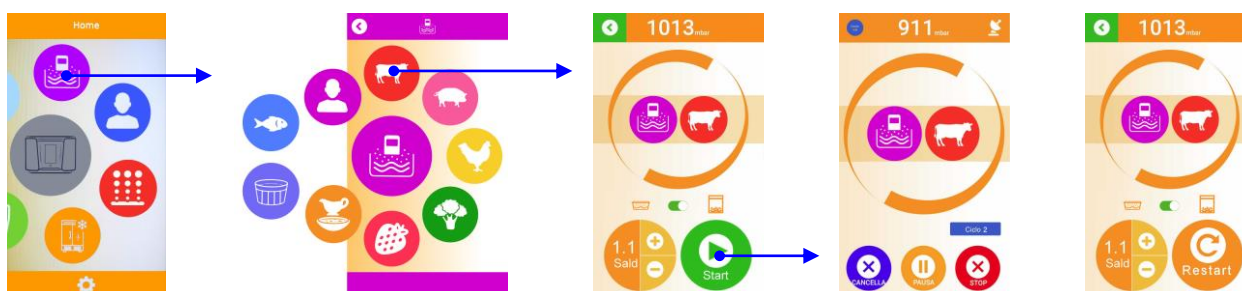 Home
1013 mbar
1.1
Sald
Start
911 mbar
Ciclo 2
CANCELLA
PAUSA
STOP
1013 mbar
1.1
Sald
Restart